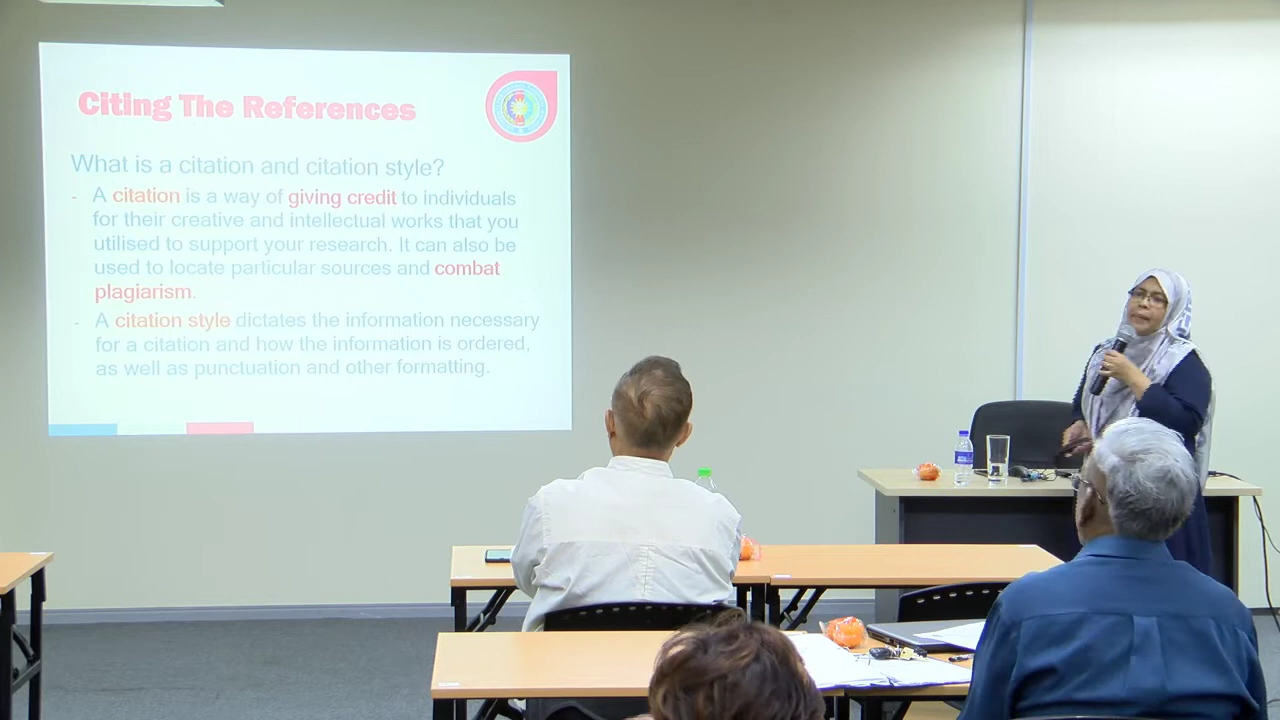 Citing The References
What is a citation and citation style?
- A citation is a way of giving credit to individuals
for their creative and intellectual works that you
utilised to support your research. It can also be
used to locate particular sources and combat
plagiarism.
- A citation style dictates the information necessary
for a citation and how the information is odered,
as well as punctuation and other formatting.